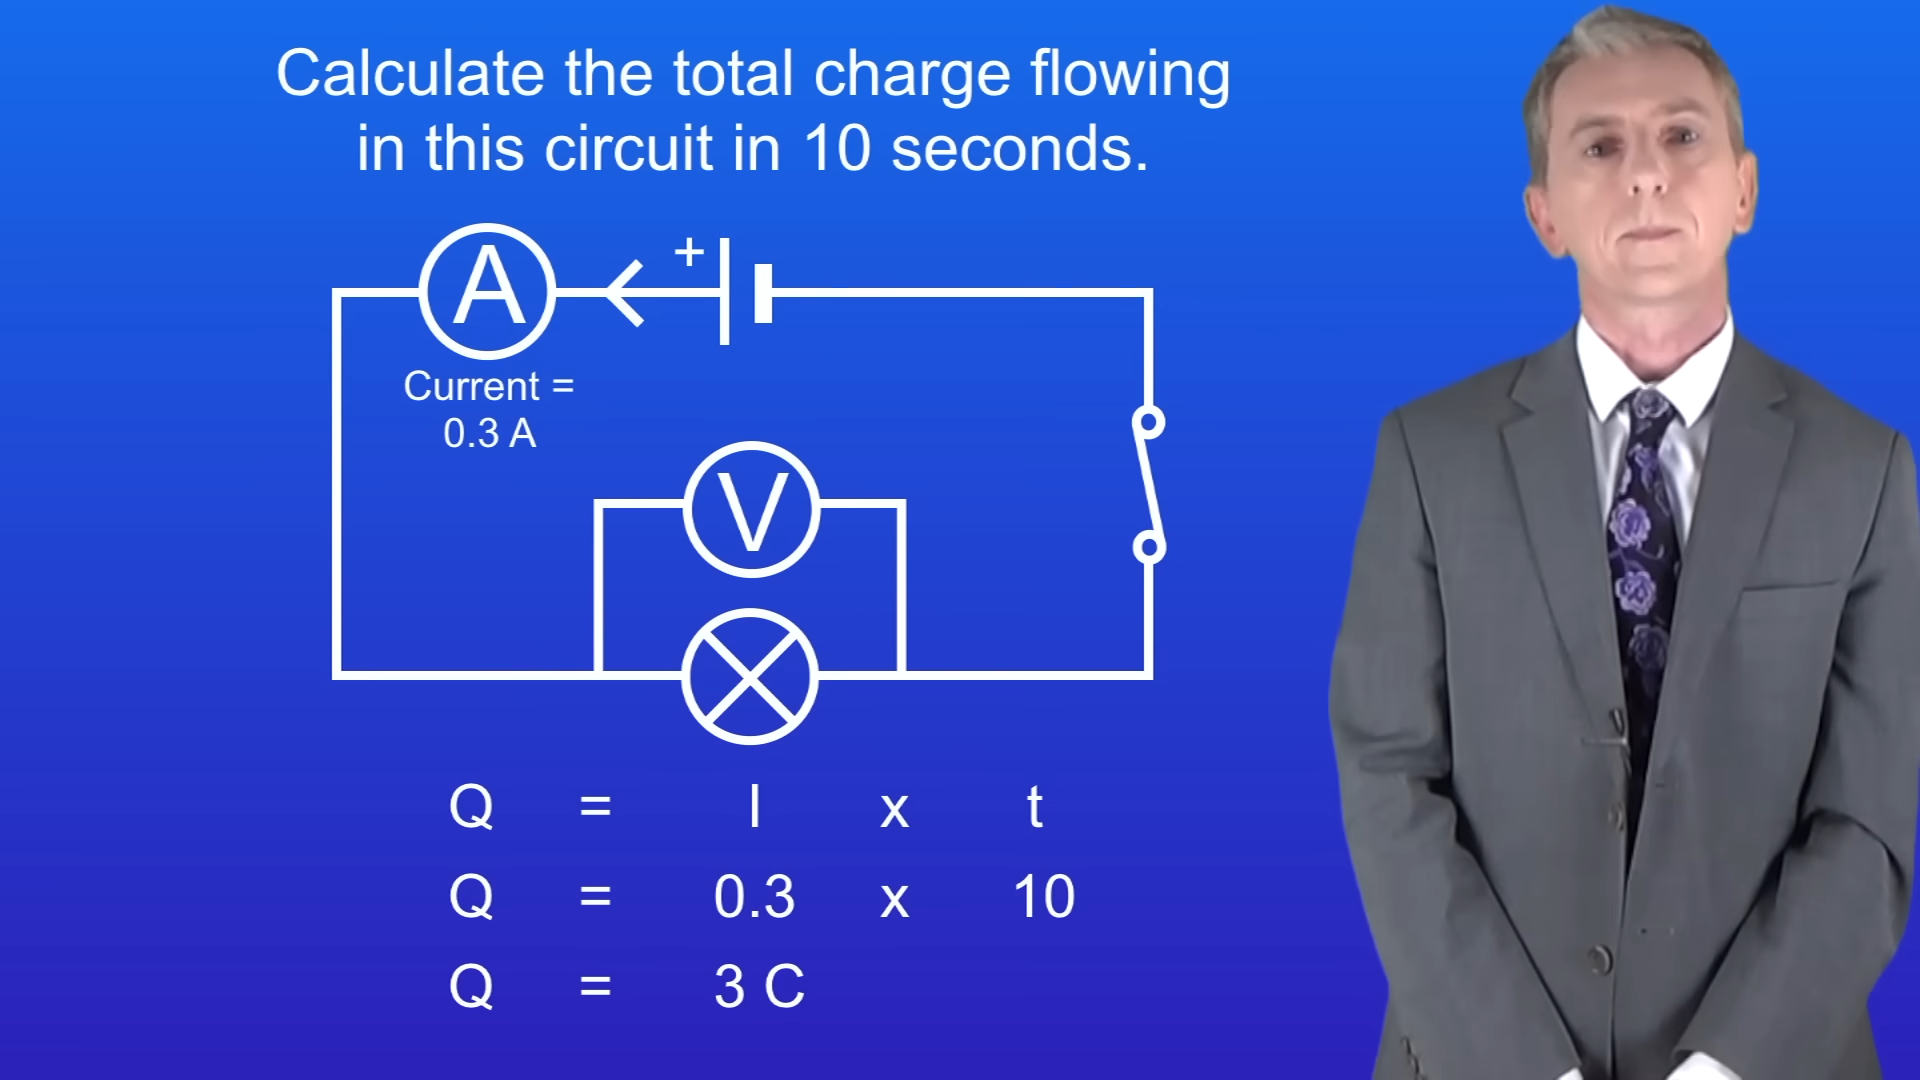 Calculate the total charge flowing
in this circuit in 10 seconds.
+
A
Current =
0.3 A
V
Q = I x t
Q = 0.3 x 10
Q = 3 C